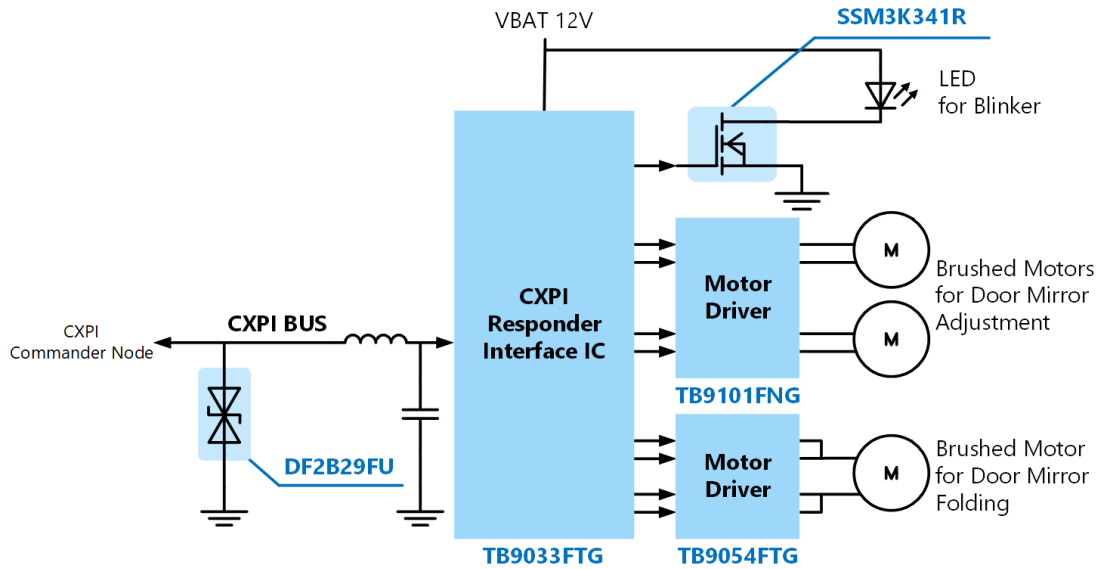 VBAT 12V
SSM3K341R
LED
for Blinker
CXPI
Responder
Interface IC
Motor
Driver
M
M
Brushed Motors
for Door Mirror
Adjustment
TB9101FNG
CXPI
Commander Node
CXPI BUS
DF2B29FU
Motor
Driver
M
Brushed Motor
for Door Mirror
Folding
TB9033FTG
TB9054FTG